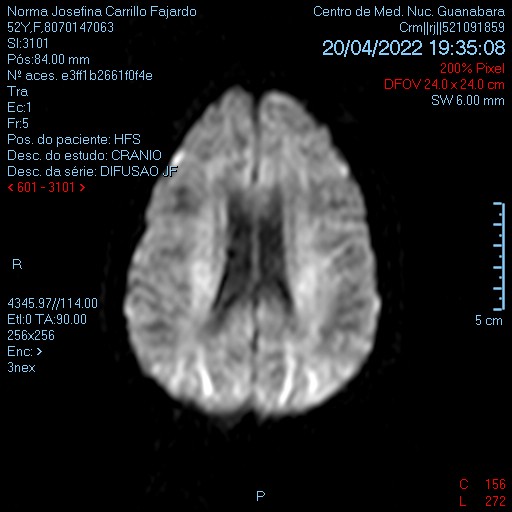 Norma Josefina Carrillo Fajardo
52Y,F,8070147063
Sl:3101
Pós:84.00 mm
Nº aces. e3ff1b2661f0f4e
Tra
Ec:1
Fr:5
Pos. do paciente: HFS
Desc. do estudo: CRANIO
Desc. da série: DIFUSAO JF
< 601 - 3101 >
Centro de Med. Nuc. Guanabara
Crm||rj||521091859
20/04/2022 19:35:08
200% Pixel
DFOV 24.0 x 24.0 cm
SW 6.00 mm
R
5 cm
4345.97//114.00
Etl:0 TA:90.00
256x256
Enc: >
3nex
P
C 156
L 272